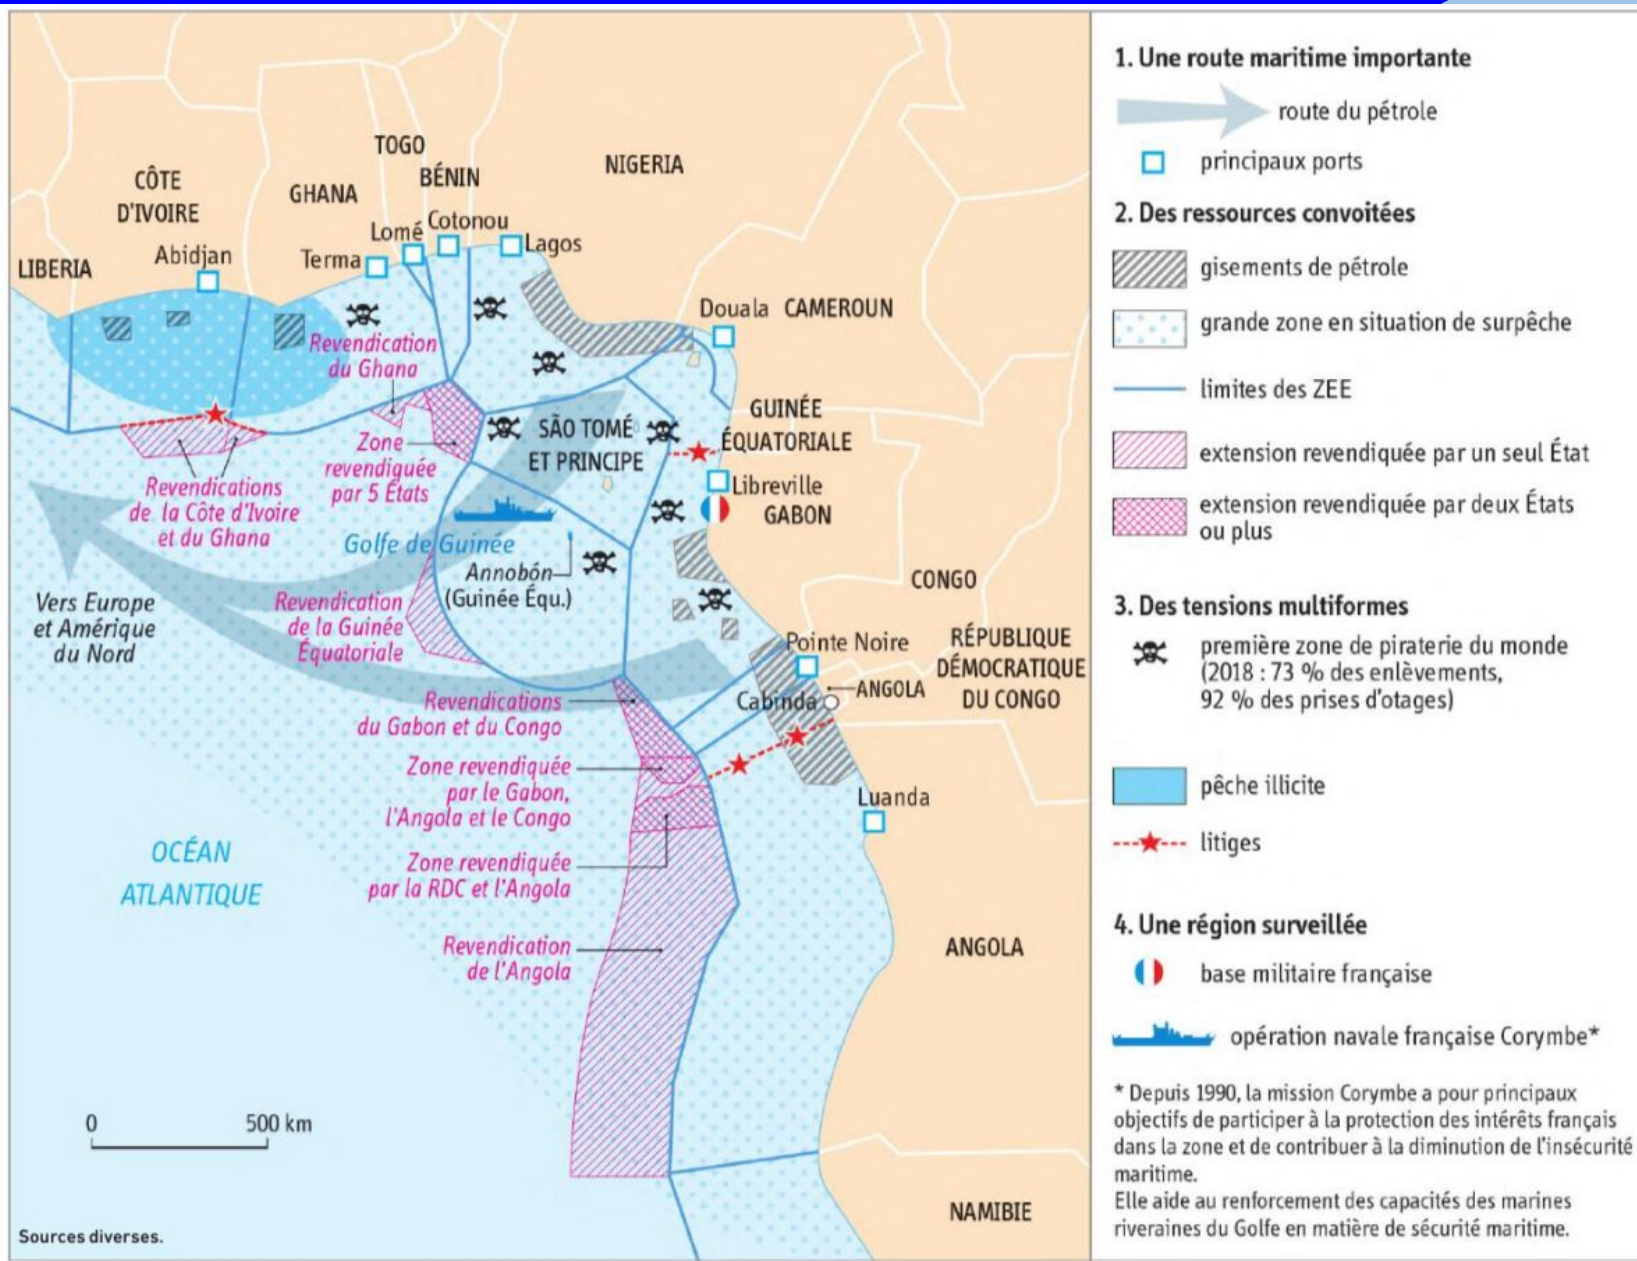 TOGO
BÉNIN
NIGERIA
CÔTE
D'IVOIRE
GHANA
Lomé
Cotonou
Lagos
LIBERIA
Abidjan
Terma
Douala
CAMEROUN
Revendication
du Ghana
GUINÉE
ÉQUATORIALE
SÃO TOMÉ
ET PRINCIPE
Zone
revendiquée
par 5 États
Revendications
de la Côte d'Ivoire
et du Ghana
Libreville
GABON
Golfe de Guinée
Annobón
(Guinée Équ.)
CONGO
Vers Europe
et Amérique
du Nord
Revendication
de la Guinée
Équatoriale
Pointe Noire
RÉPUBLIQUE
DÉMOCRATIQUE
DU CONGO
Cabinda
ANGOLA
Revendications
du Gabon et du Congo
Zone revendiquée
par le Gabon,
l'Angola et le Congo
Luanda
Zone revendiquée
par la RDC et l'Angola
OCÉAN
ATLANTIQUE
Revendication
de l'Angola
ANGOLA
0 500 km
NAMIBIE
Sources diverses.
1. Une route maritime importante
route du pétrole
principaux ports
2. Des ressources convoitées
gisements de pétrole
grande zone en situation de surpêche
limites des ZEE
extension revendiquée par un seul État
extension revendiquée par deux États
ou plus
3. Des tensions multiformes
première zone de piraterie du monde
(2018 : 73 % des enlèvements,
92 % des prises d'otages)
pêche illicite
litiges
4. Une région surveillée
base militaire française
opération navale française Corymbe*
* Depuis 1990, la mission Corymbe a pour principaux
objectifs de participer à la protection des intérêts français
dans la zone et de contribuer à la diminution de l'insécurité
maritime.
Elle aide au renforcement des capacités des marines
riveraines du Golfe en matière de sécurité maritime.